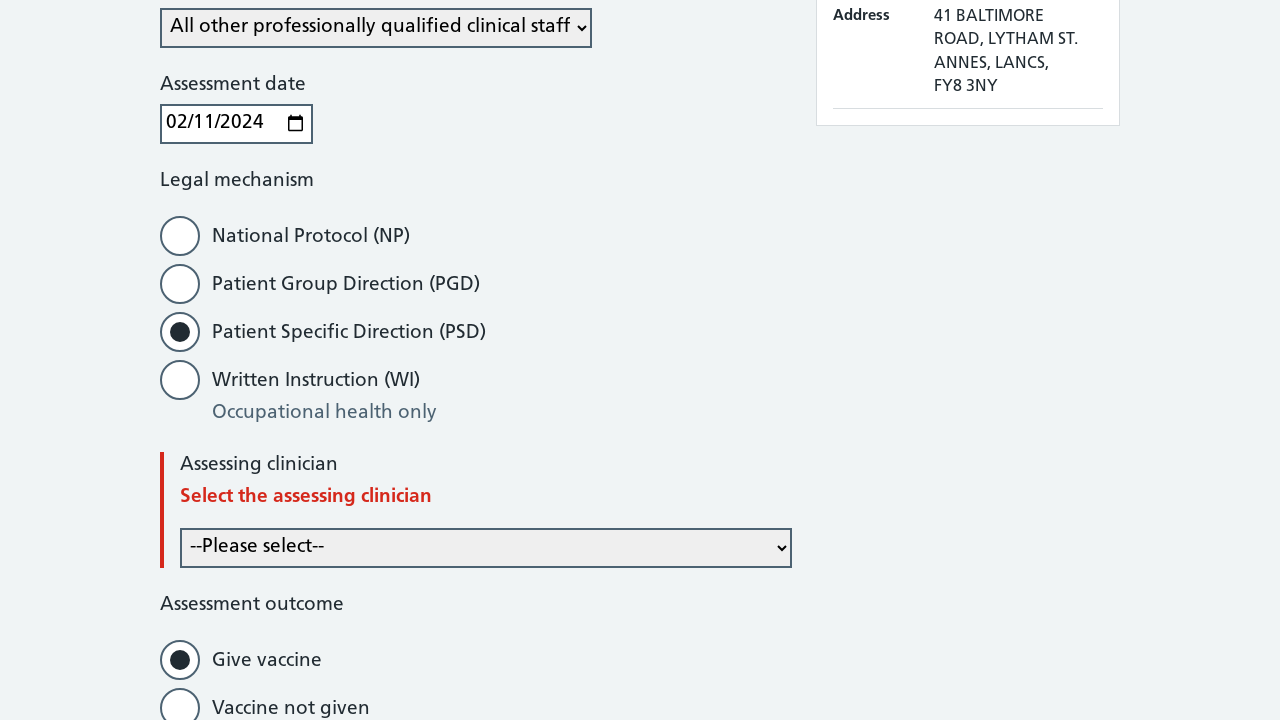 All other professionally qualified clinical staff
Assessment date
02/11/2024
Legal mechanism
National Protocol (NP)
Patient Group Direction (PGD)
Patient Specific Direction (PSD)
Written Instruction (WI)
Occupational health only
Assessing clinician
Select the assessing clinician
--Please select--
Assessment outcome
Give vaccine
Vaccine not given
Address
41 BALTIMORE
ROAD, LYTHAM ST.
ANNES, LANCS,
FY8 3NY